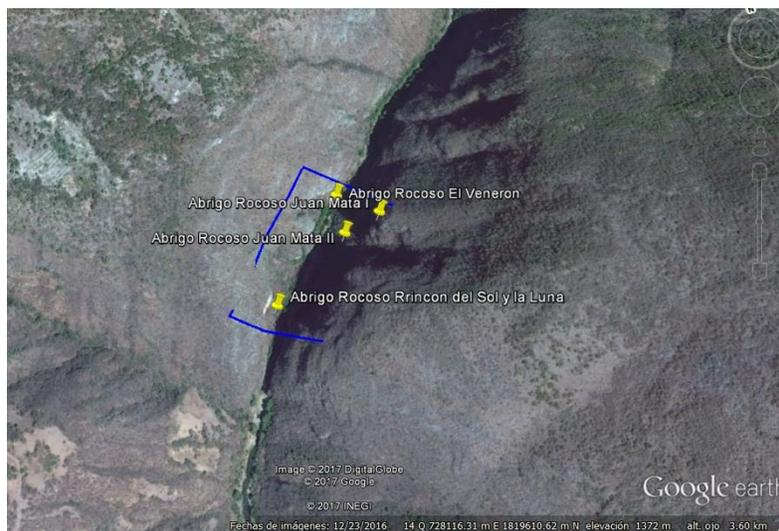 N
Abrigo Rocoso El Veneron
Abrigo Rocoso Juan Mata I
Abrigo Rocoso Juan Mata II
Abrigo Rocoso Rrincon del Sol y la Luna
Image © 2017 DigitalGlobe
© 2017 Google
© 2017 INEGI
Google earth
Fechas de imágenes: 12/23/2016 14 Q 728116.31 m E 1819610.62 m N elevación 1372 m alt. ojo 3.60 km